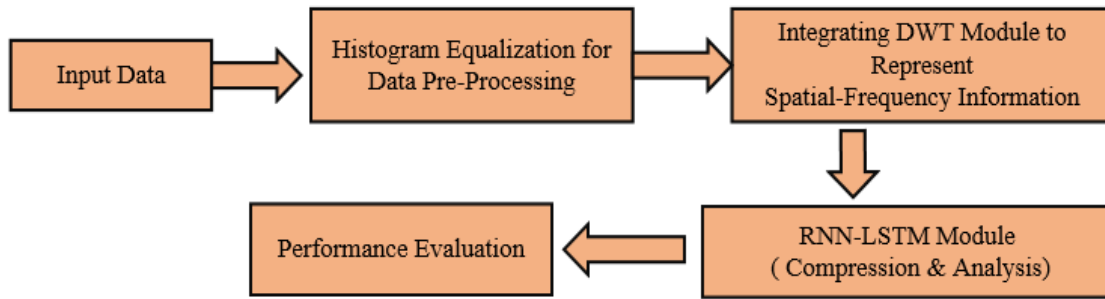 Input Data
Histogram Equalization for
Data Pre-Processing
Integrating DWT Module to
Represent
Spatial-Frequency Information
RNN-LSTM Module
( Compression & Analysis)
Performance Evaluation